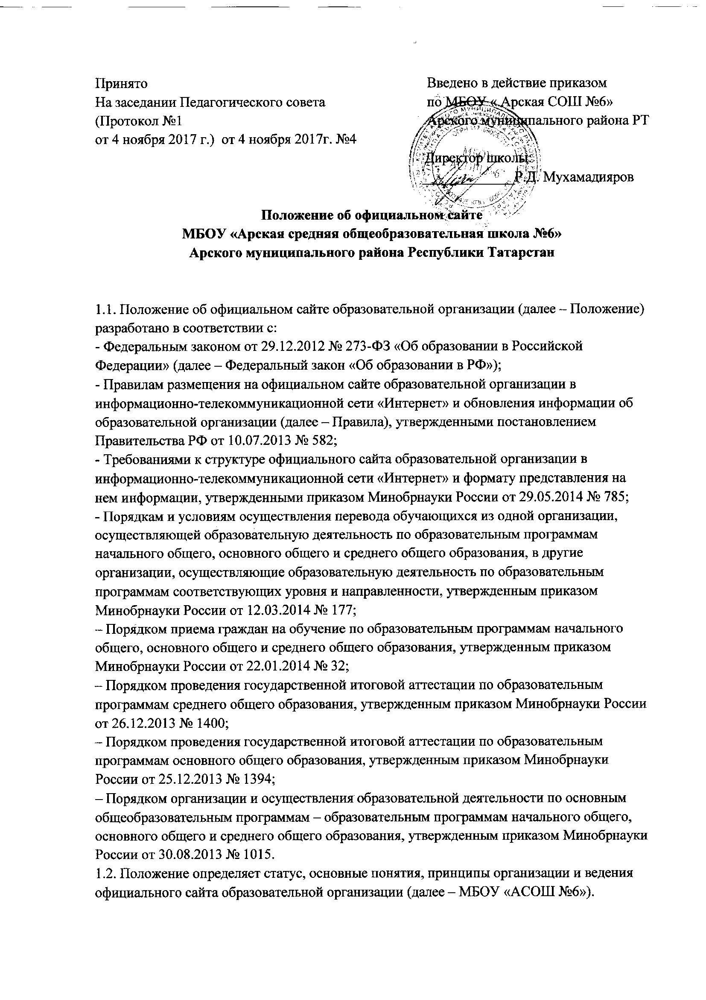 Принято
На заседании Педагогического совета
(Протокол №1
от 4 ноября 2017 г.)  от 4 ноября 2017г. №4
Введено в действие приказом
по МБОУ « Арская СОШ №6»
Арского муниципального района РТ
Директор школы:
Р.Д. Мухамадияров
Положение об официальном сайте
МБОУ «Арская средняя общеобразовательная школа №6»
Арского муниципального района Республики Татарстан
1.1. Положение об официальном сайте образовательной организации (далее – Положение)
разработано в соответствии с:
- Федеральным законом от 29.12.2012 № 273-ФЗ «Об образовании в Российской
Федерации» (далее – Федеральный закон «Об образовании в РФ»);
- Правилам размещения на официальном сайте образовательной организации в
информационно-телекоммуникационной сети «Интернет» и обновления информации об
образовательной организации (далее – Правила), утвержденными постановлением
Правительства РФ от 10.07.2013 № 582;
- Требованиями к структуре официального сайта образовательной организации в
информационно-телекоммуникационной сети «Интернет» и формату представления на
нем информации, утвержденными приказом Минобрнауки России от 29.05.2014 № 785;
- Порядкам и условиям осуществления перевода обучающихся из одной организации,
осуществляющей образовательную деятельность по образовательным программам
начального общего, основного общего и среднего общего образования, в другие
организации, осуществляющие образовательную деятельность по образовательным
программам соответствующих уровня и направленности, утвержденным приказом
Минобрнауки России от 12.03.2014 № 177;
– Порядком приема граждан на обучение по образовательным программам начального
общего, основного общего и среднего общего образования, утвержденным приказом
Минобрнауки России от 22.01.2014 № 32;
– Порядком проведения государственной итоговой аттестации по образовательным
программам среднего общего образования, утвержденным приказом Минобрнауки России
от 26.12.2013 № 1400;
– Порядком проведения государственной итоговой аттестации по образовательным
программам основного общего образования, утвержденным приказом Минобрнауки
России от 25.12.2013 № 1394;
– Порядком организации и осуществления образовательной деятельности по основным
общеобразовательным программам – образовательным программам начального общего,
основного общего и среднего общего образования, утвержденным приказом Минобрнауки
России от 30.08.2013 № 1015.
1.2. Положение определяет статус, основные понятия, принципы организации и ведения
официального сайта образовательной организации (далее – МБОУ «АСОШ №6»).